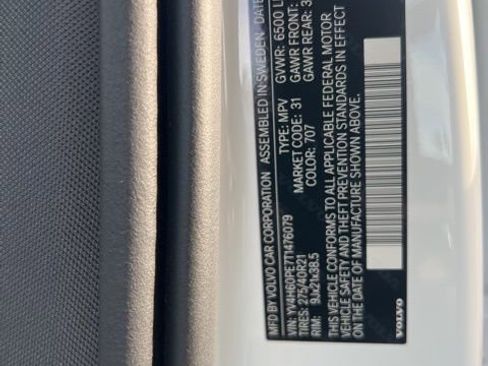 MFD BY VOLVO CAR CORPORATION ASSEMBLED IN SWEDEN DATE
GVWR: 6500 L
GAWR FRONT:
GAWR REAR: 3
VIN: YV4H60PE7T1476079 TYPE: MPV
TIRES: 275/40R21 MARKET CODE: 31
RIM: 9Jx21x38.5 COLOR: 707
THIS VEHICLE CONFORMS TO ALL APPLICABLE FEDERAL MOTOR
VEHICLE SAFETY AND THEFT PREVENTION STANDARDS IN EFFECT
ON THE DATE OF MANUFACTURE SHOWN ABOVE.
VOLVO